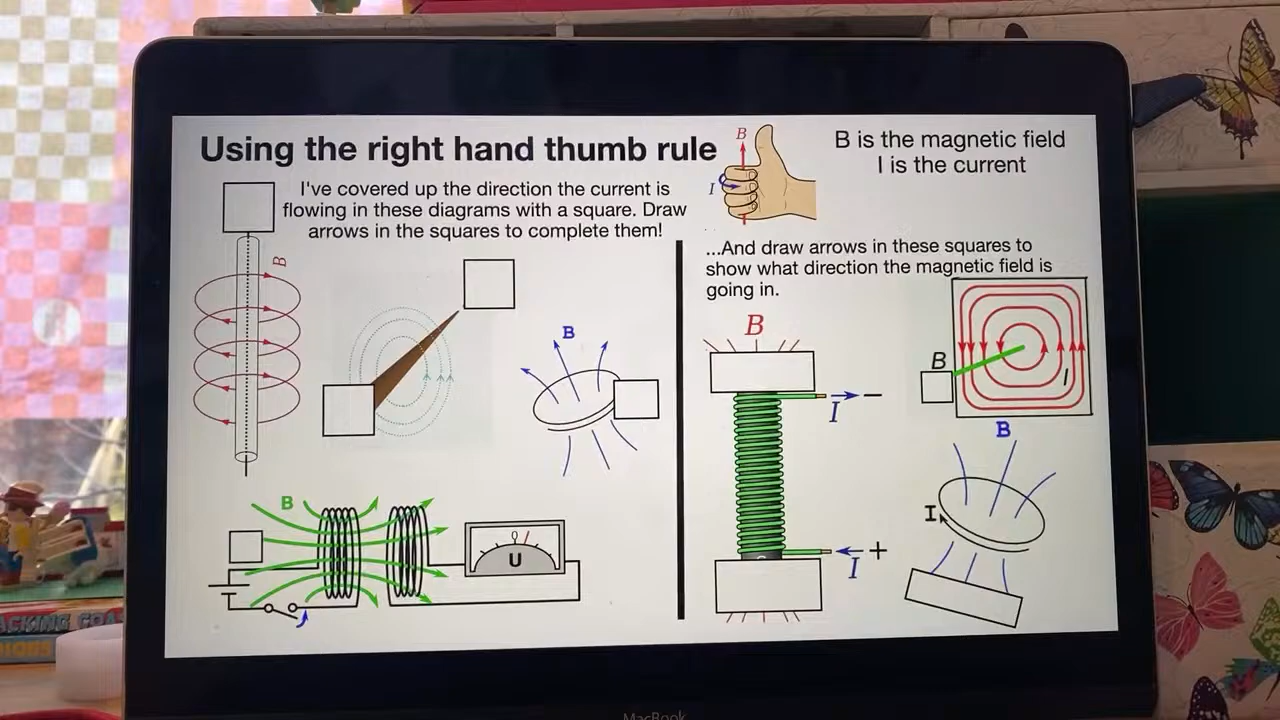 Using the right hand thumb rule
B
I
B is the magnetic field
I is the current
I've covered up the direction the current is
flowing in these diagrams with a square. Draw
arrows in the squares to complete them!
B
B
B
0
U
...And draw arrows in these squares to
show what direction the magnetic field is
going in.
B
I −
I +
B
I
B
I
MacBook